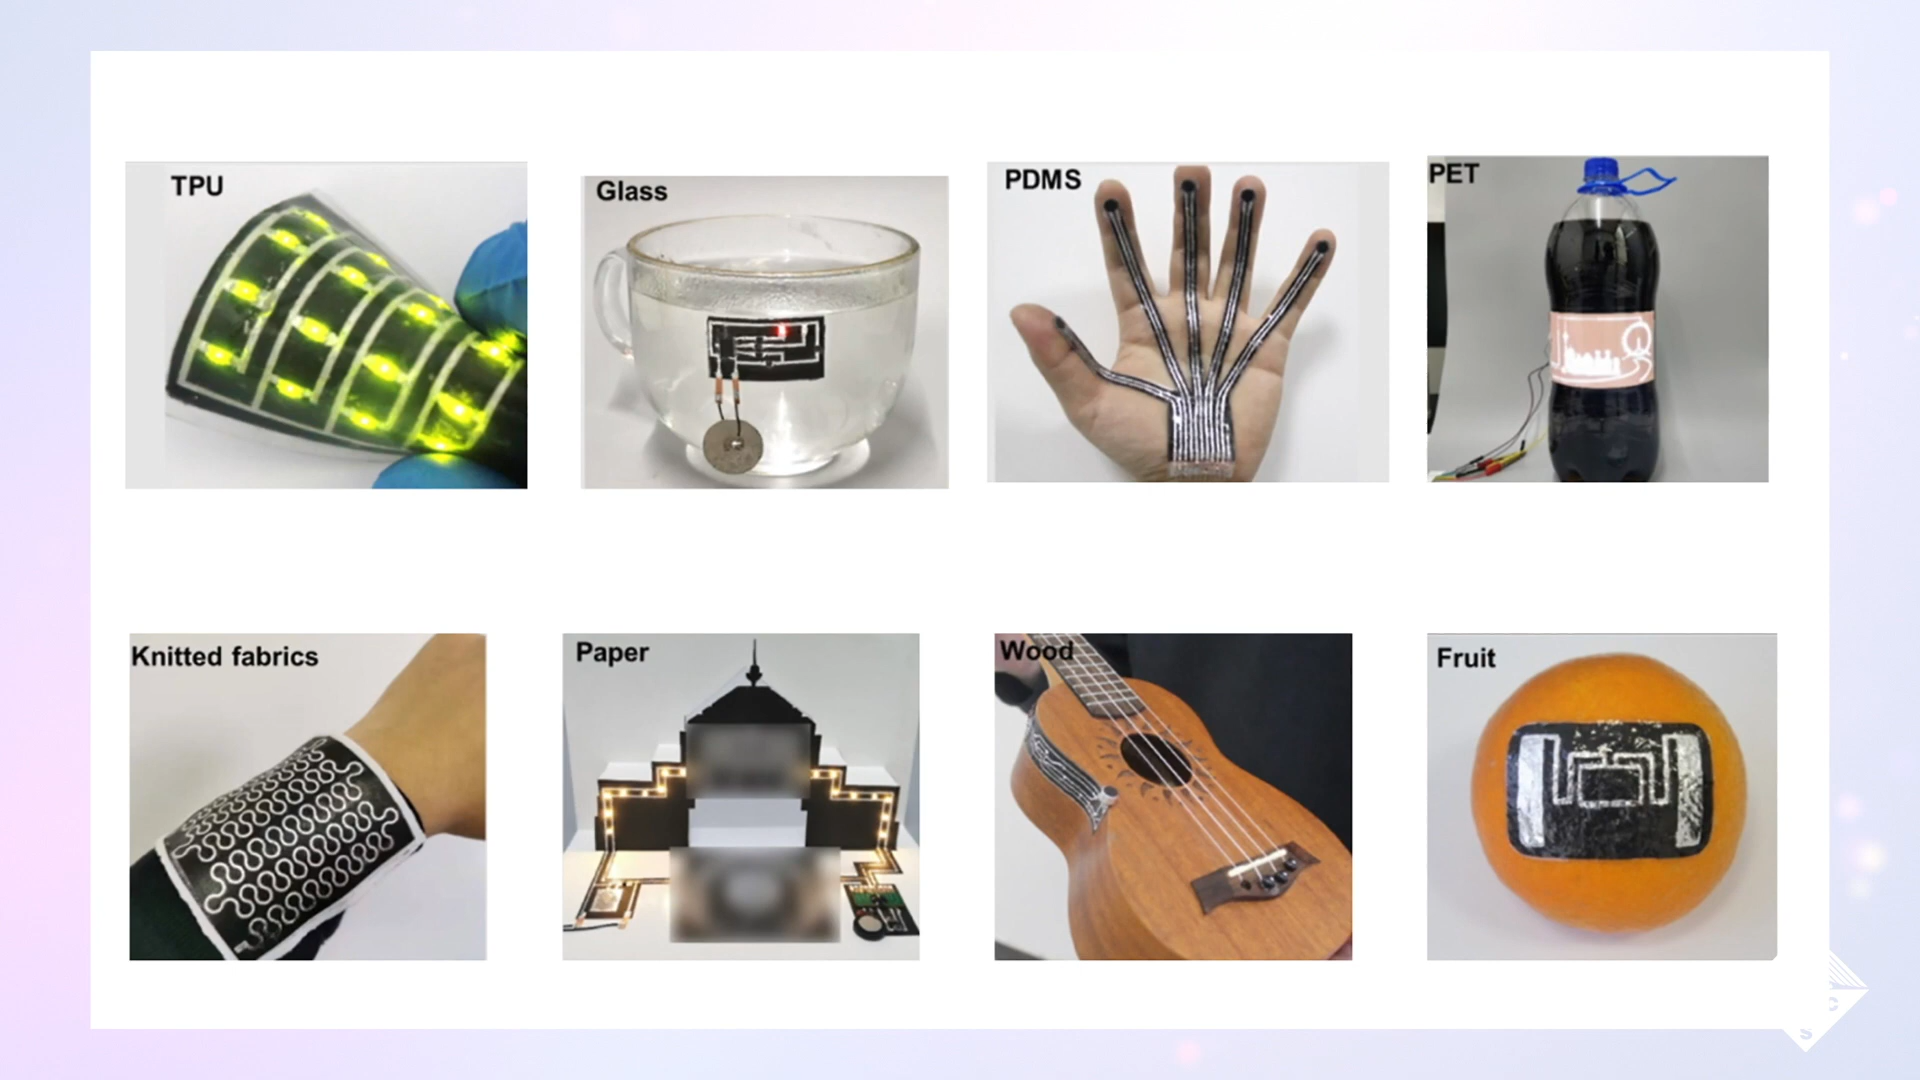 TPU
Glass
PDMS
PET
Knitted fabrics
Paper
Wood
Fruit
C
S